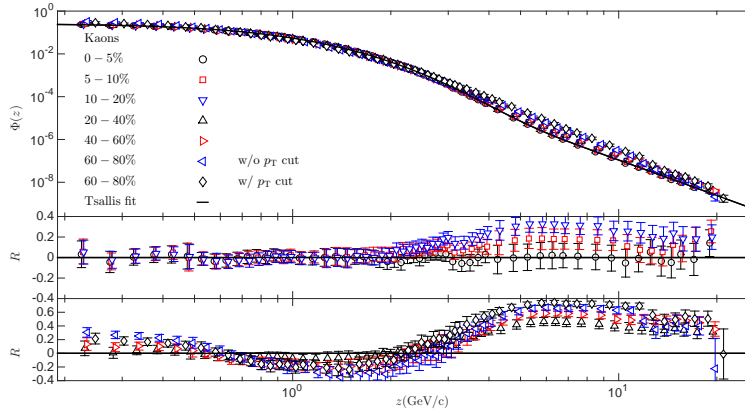 10^0
10^-2
10^-4
10^-6
10^-8
Φ(z)
Kaons
0 − 5%
5 − 10%
10 − 20%
20 − 40%
40 − 60%
60 − 80% w/o p_T cut
60 − 80% w/ p_T cut
Tsallis fit
0.4
0.2
0
-0.2
-0.4
R
0.6
0.4
0.2
0
-0.2
-0.4
R
10^0
10^1
z(GeV/c)